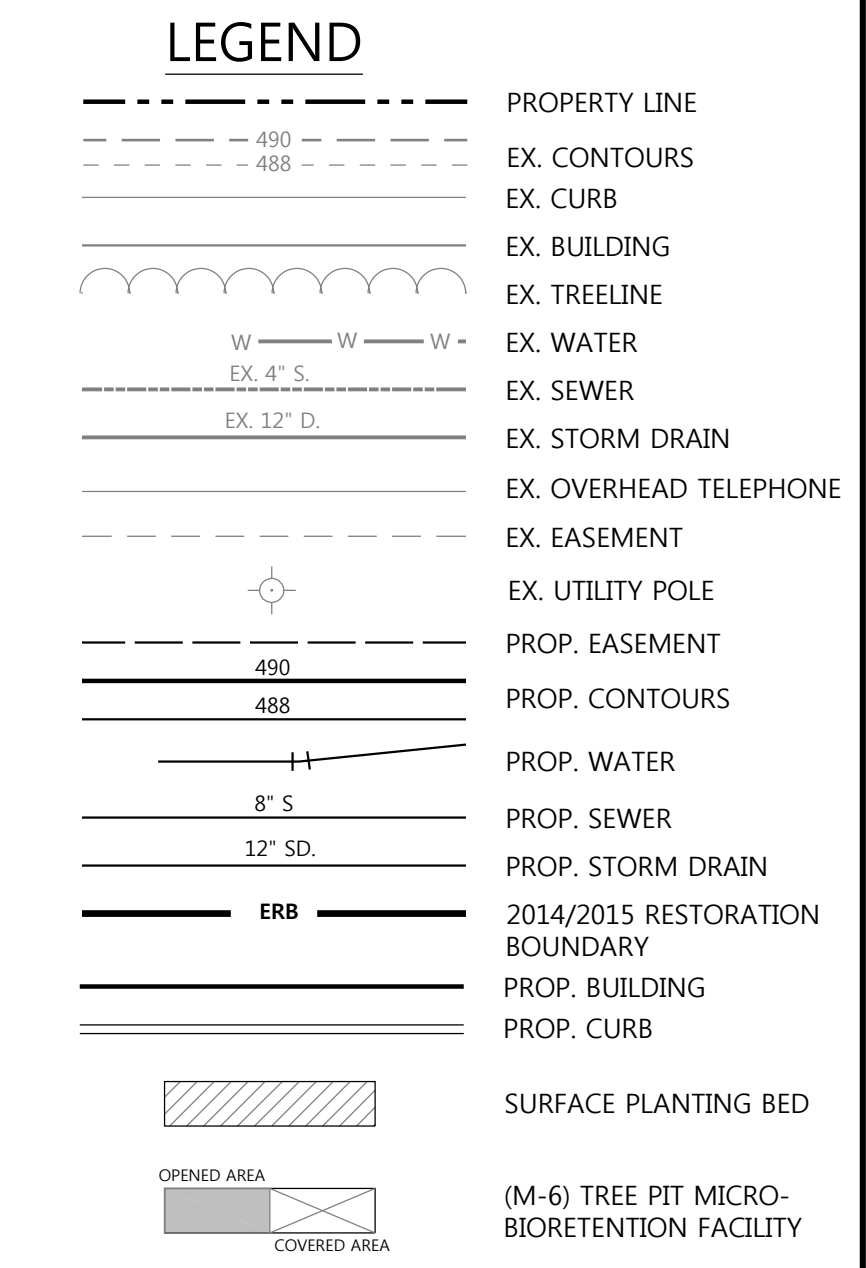 LEGEND
PROPERTY LINE
490
488
EX. CONTOURS
EX. CURB
EX. BUILDING
EX. TREELINE
W W W
EX. WATER
EX. 4" S.
EX. SEWER
EX. 12" D.
EX. STORM DRAIN
EX. OVERHEAD TELEPHONE
EX. EASEMENT
EX. UTILITY POLE
PROP. EASEMENT
490
488
PROP. CONTOURS
PROP. WATER
8" S
PROP. SEWER
12" SD.
PROP. STORM DRAIN
ERB
2014/2015 RESTORATION
BOUNDARY
PROP. BUILDING
PROP. CURB
SURFACE PLANTING BED
OPENED AREA
COVERED AREA
(M-6) TREE PIT MICRO-
BIORETENTION FACILITY